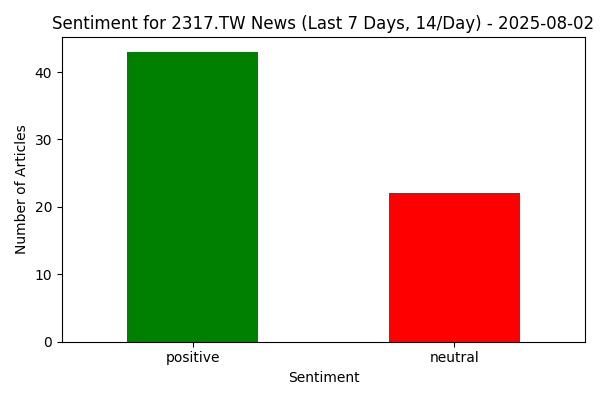 Sentiment for 2317.TW News (Last 7 Days, 14/Day) - 2025-08-02
Number of Articles
40
30
20
10
0
positive
neutral
Sentiment